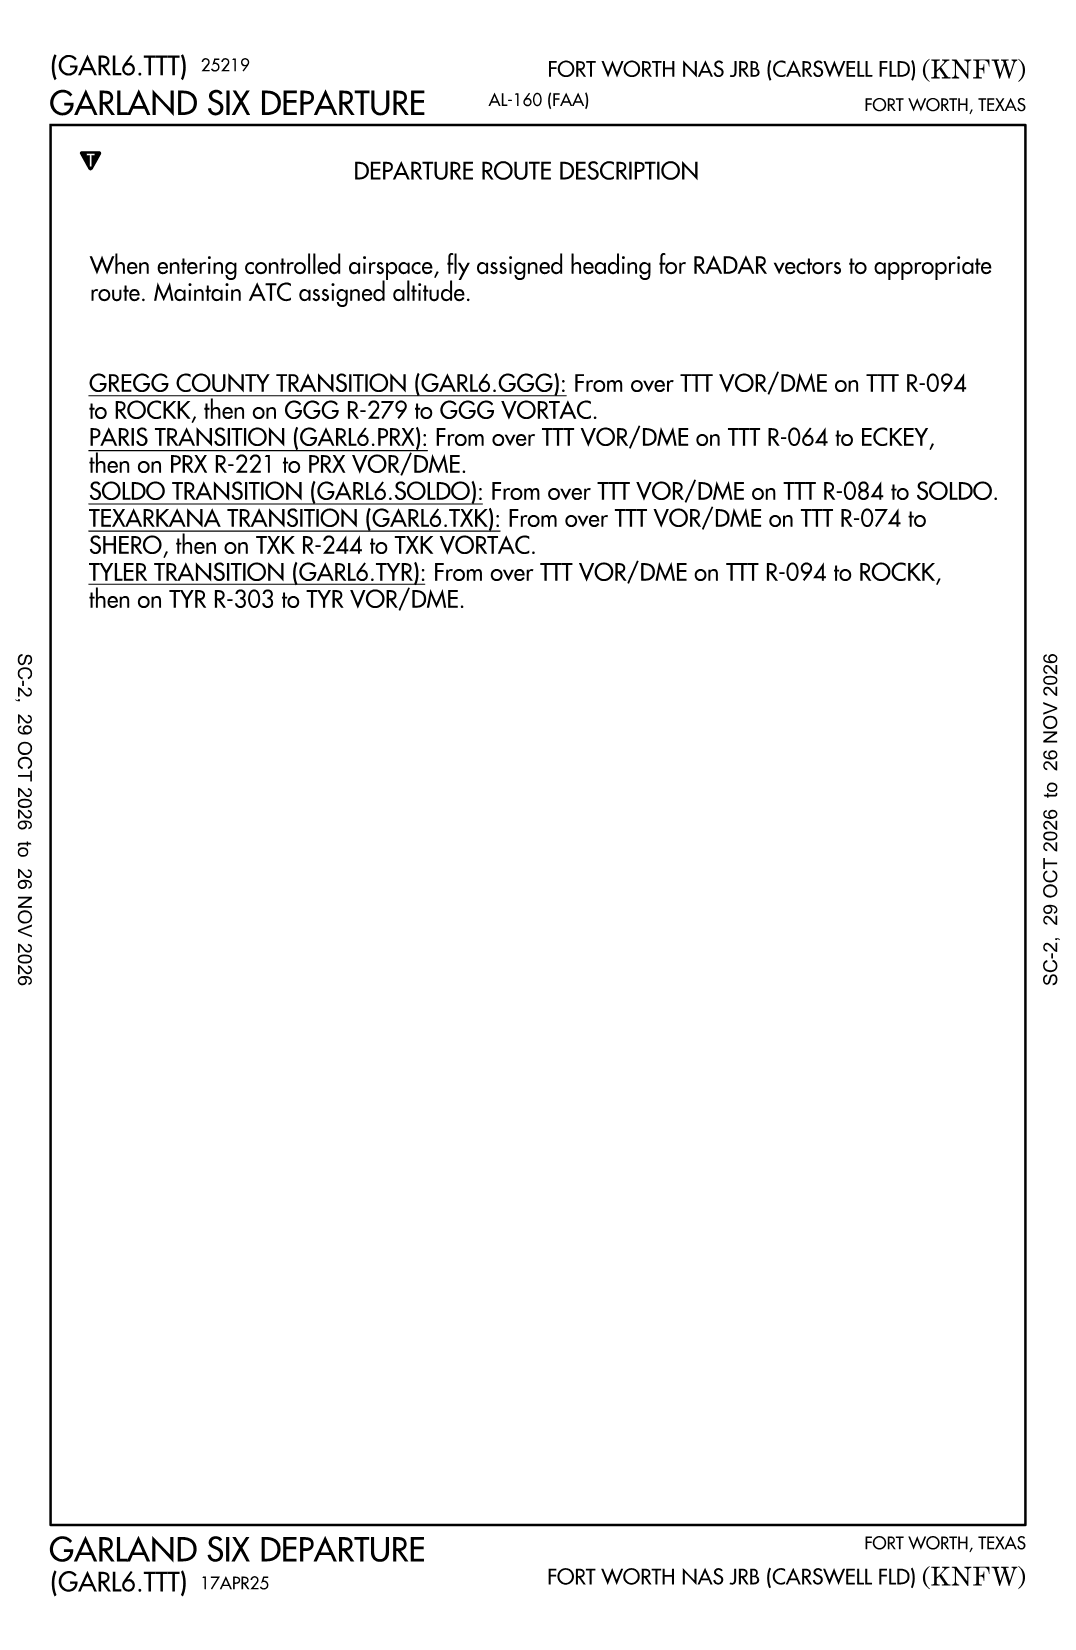 (GARL6.TTT) 25219
FORT WORTH NAS JRB (CARSWELL FLD) (KNFW)
GARLAND SIX DEPARTURE
AL-160 (FAA)
FORT WORTH, TEXAS
T
DEPARTURE ROUTE DESCRIPTION
When entering controlled airspace, fly assigned heading for RADAR vectors to appropriate
route. Maintain ATC assigned altitude.
GREGG COUNTY TRANSITION (GARL6.GGG): From over TTT VOR/DME on TTT R-094
to ROCKK, then on GGG R-279 to GGG VORTAC.
PARIS TRANSITION (GARL6.PRX): From over TTT VOR/DME on TTT R-064 to ECKEY,
then on PRX R-221 to PRX VOR/DME.
SOLDO TRANSITION (GARL6.SOLDO): From over TTT VOR/DME on TTT R-084 to SOLDO.
TEXARKANA TRANSITION (GARL6.TXK): From over TTT VOR/DME on TTT R-074 to
SHERO, then on TXK R-244 to TXK VORTAC.
TYLER TRANSITION (GARL6.TYR): From over TTT VOR/DME on TTT R-094 to ROCKK,
then on TYR R-303 to TYR VOR/DME.
SC-2, 29 OCT 2026 to 26 NOV 2026
SC-2, 29 OCT 2026 to 26 NOV 2026
GARLAND SIX DEPARTURE
FORT WORTH, TEXAS
(GARL6.TTT) 17APR25
FORT WORTH NAS JRB (CARSWELL FLD) (KNFW)